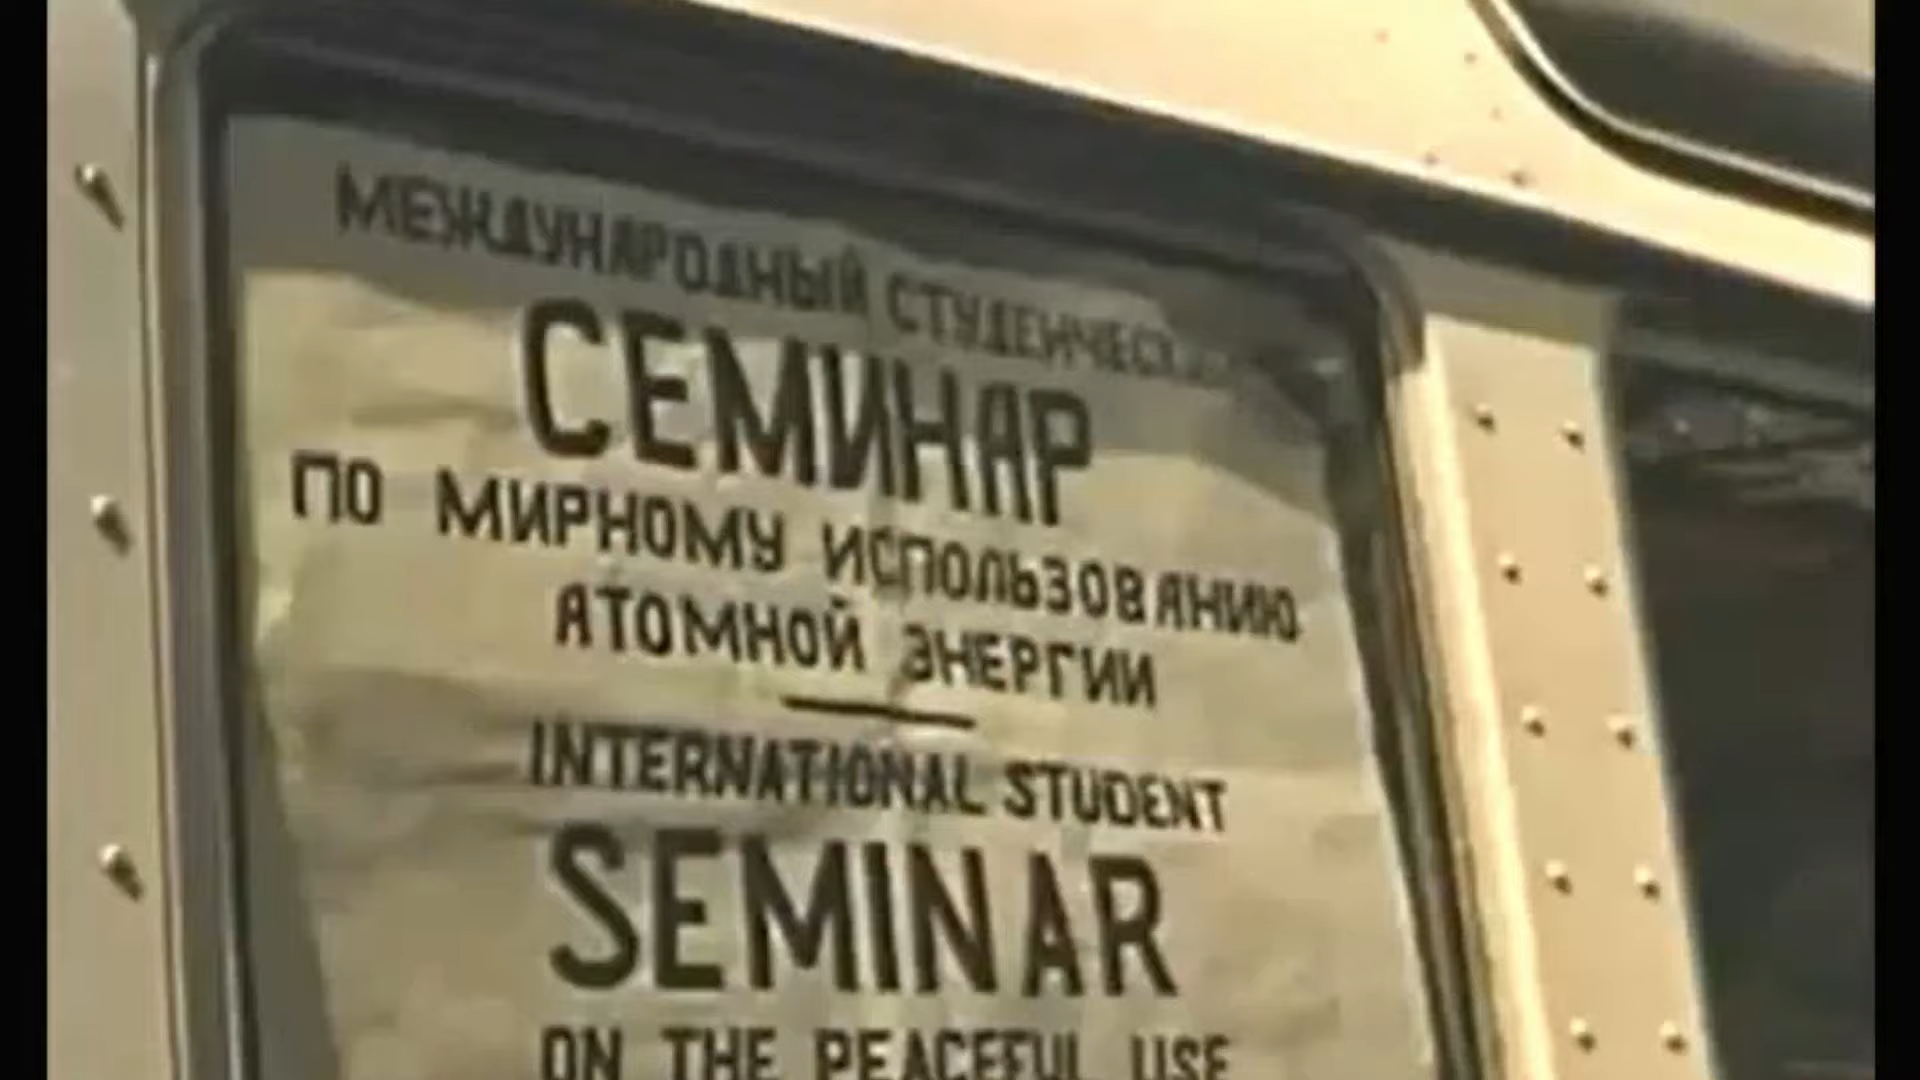 МЕЖДУНАРОДНЫЙ
СЕМИНАР
ПО МИРНОМУ ИСПОЛЬЗОВАНИЮ
АТОМНОЙ ЭНЕРГИИ
INTERNATIONAL STUDENT
SEMINAR
ON THE PEACEFUL USE